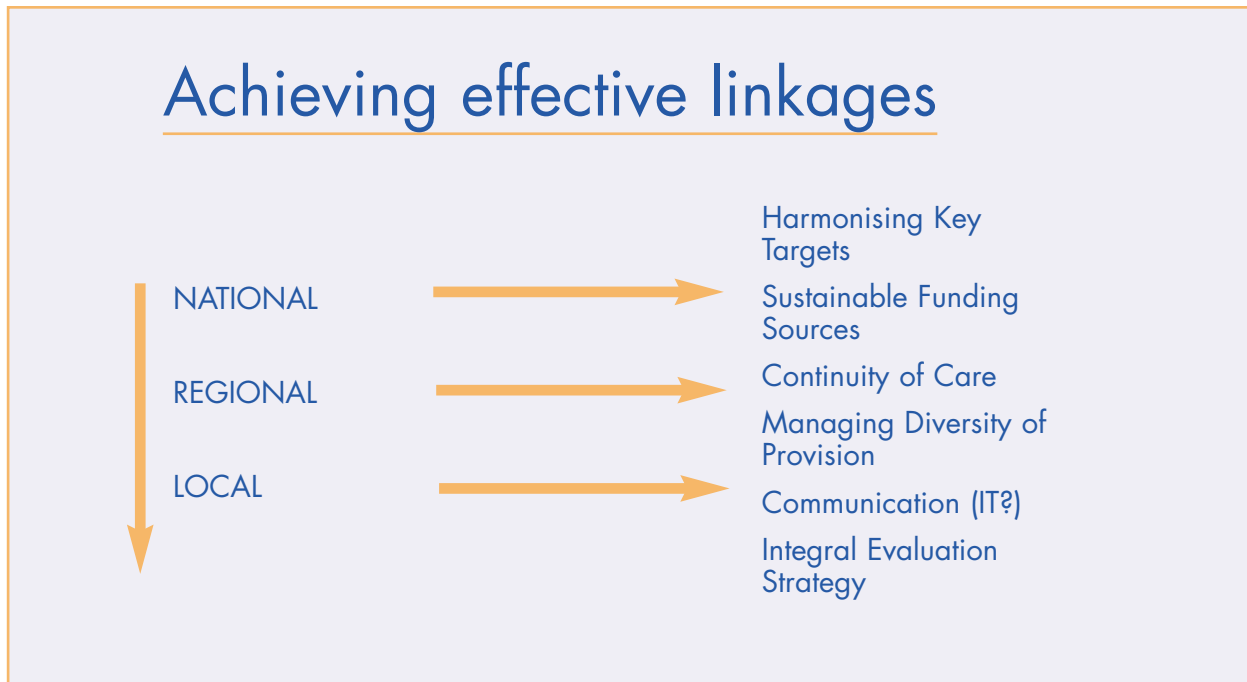 Achieving effective linkages
NATIONAL
REGIONAL
LOCAL
Harmonising Key
Targets
Sustainable Funding
Sources
Continuity of Care
Managing Diversity of
Provision
Communication (IT?)
Integral Evaluation
Strategy